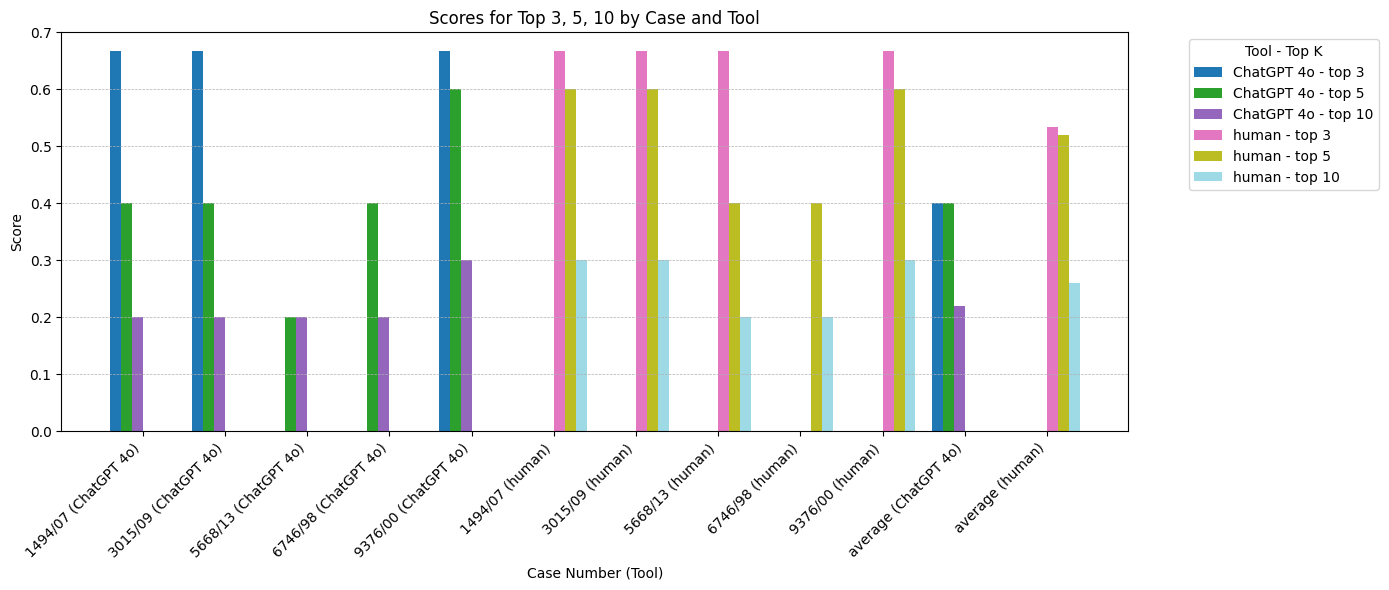 Scores for Top 3, 5, 10 by Case and Tool
Score
0.7
0.6
0.5
0.4
0.3
0.2
0.1
0.0
1494/07 (ChatGPT 4o)
3015/09 (ChatGPT 4o)
5668/13 (ChatGPT 4o)
6746/98 (ChatGPT 4o)
9376/00 (ChatGPT 4o)
1494/07 (human)
3015/09 (human)
5668/13 (human)
6746/98 (human)
9376/00 (human)
average (ChatGPT 4o)
average (human)
Case Number (Tool)
Tool - Top K
ChatGPT 4o - top 3
ChatGPT 4o - top 5
ChatGPT 4o - top 10
human - top 3
human - top 5
human - top 10